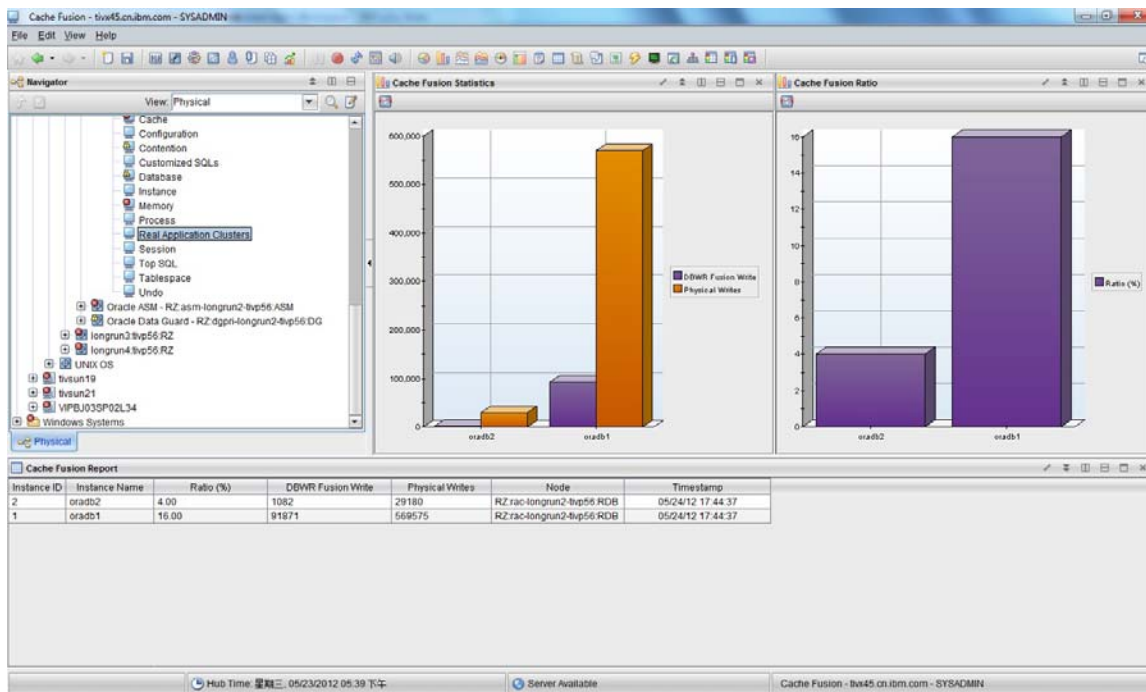 Cache Fusion - tivx45.cn.ibm.com - SYSADMIN
File Edit View Help
Navigator
View: Physical
Cache
Configuration
Contention
Customized SQLs
Database
Instance
Memory
Process
Real Application Clusters
Session
Top SQL
Tablespace
Undo
Oracle ASM - RZ:asm-longrun2-tivp56:ASM
Oracle Data Guard - RZ:dgpri-longrun2-tivp56:DG
longrun3:tivp56:RZ
longrun4:tivp56:RZ
UNIX OS
tivsun19
tivsun21
VIPBJ03SP02L34
Windows Systems
Physical
Cache Fusion Statistics
600,000
500,000
400,000
300,000
200,000
100,000
0
oradb2 oradb1
DBWR Fusion Write
Physical Writes
Cache Fusion Ratio
16
14
12
10
8
6
4
2
0
oradb2 oradb1
Ratio (%)
Cache Fusion Report
Instance ID Instance Name Ratio (%) DBWR Fusion Write Physical Writes Node Timestamp
2 oradb2 4.00 1082 29180 RZ:rac-longrun2-tivp56:RDB 05/24/12 17:44:37
1 oradb1 16.00 91871 569575 RZ:rac-longrun2-tivp56:RDB 05/24/12 17:44:37
Hub Time: 星期三, 05/23/2012 05:39 下午
Server Available
Cache Fusion - tivx45.cn.ibm.com - SYSADMIN